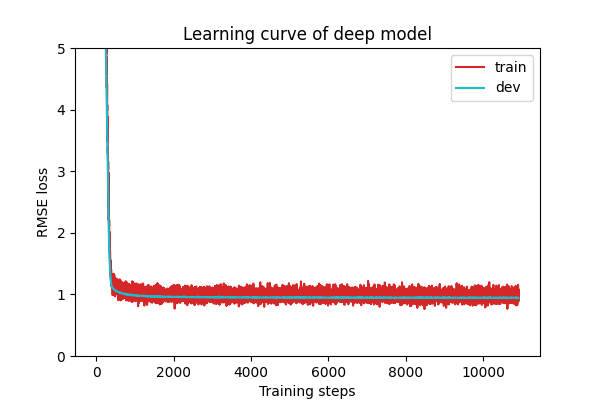 Learning curve of deep model
train
dev
RMSE loss
5
4
3
2
1
0
0 2000 4000 6000 8000 10000
Training steps